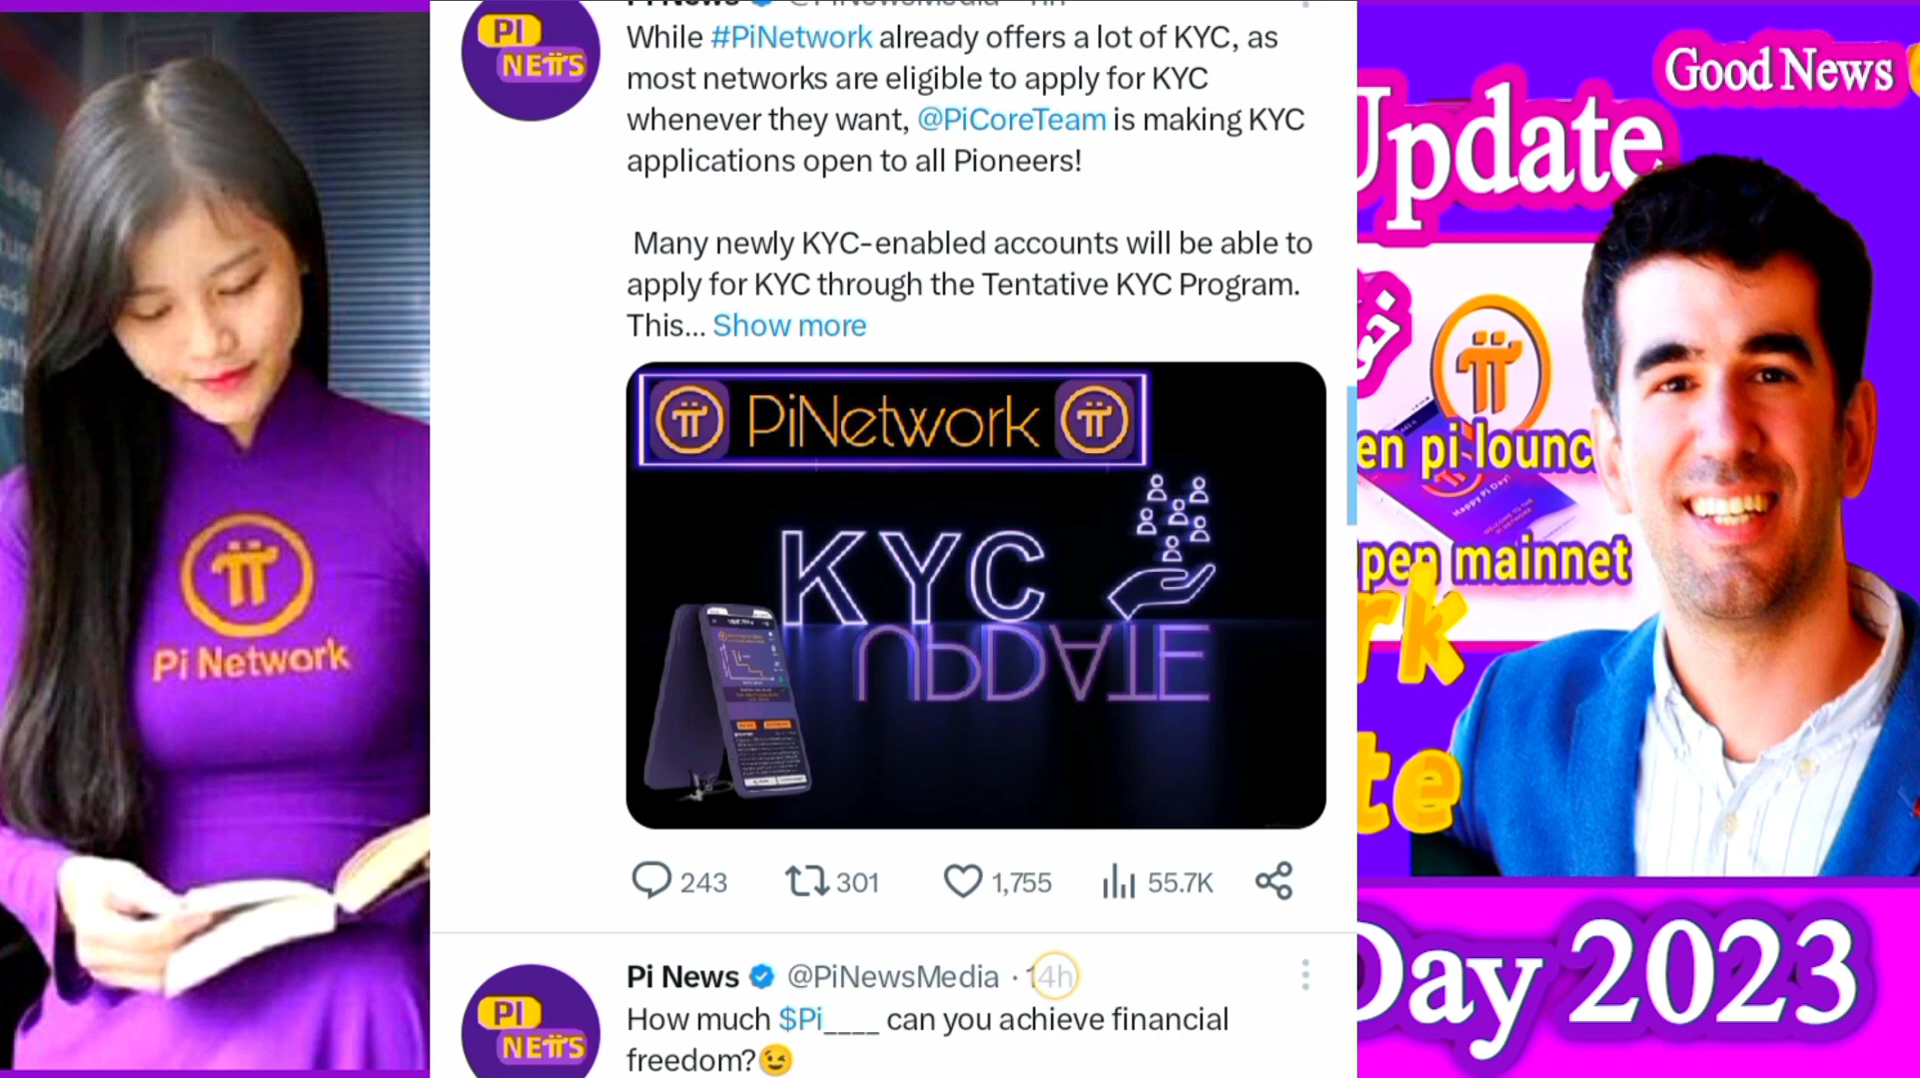 Pi Network
PI
NEWS
While #PiNetwork already offers a lot of KYC, as
most networks are eligible to apply for KYC
whenever they want, @PiCoreTeam is making KYC
applications open to all Pioneers!
Many newly KYC-enabled accounts will be able to
apply for KYC through the Tentative KYC Program.
This... Show more
PiNetwork
KYC
UPDATE
243
301
1,755
55.7K
PI
NEWS
Pi News @PiNewsMedia · 14h
How much $Pi____ can you achieve financial
freedom?😉
Good News
Update
en pi lounc
Happy Pi Day!
pen mainnet
rk
te
Day 2023